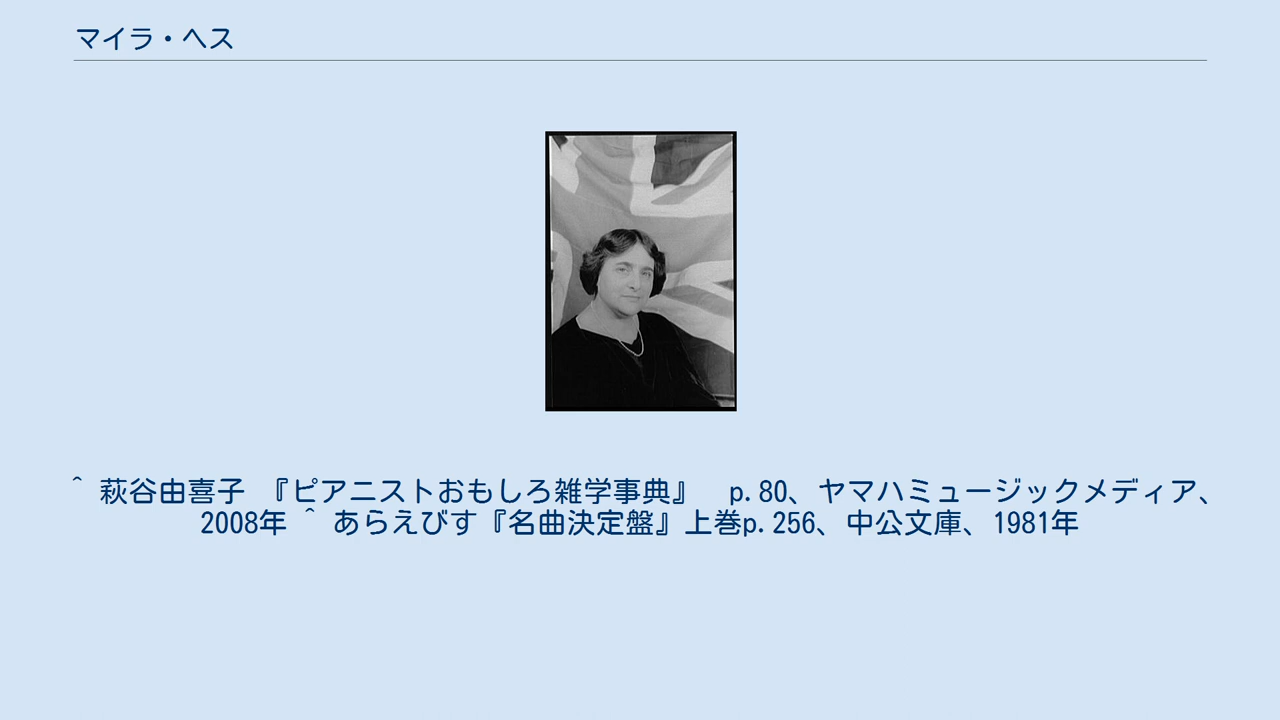 マイラ・ヘス
^ 萩谷由喜子 『ピアニストおもしろ雑学事典』 p.80、ヤマハミュージックメディア、
2008年 ^ あらえびす『名曲決定盤』上巻p.256、中公文庫、1981年